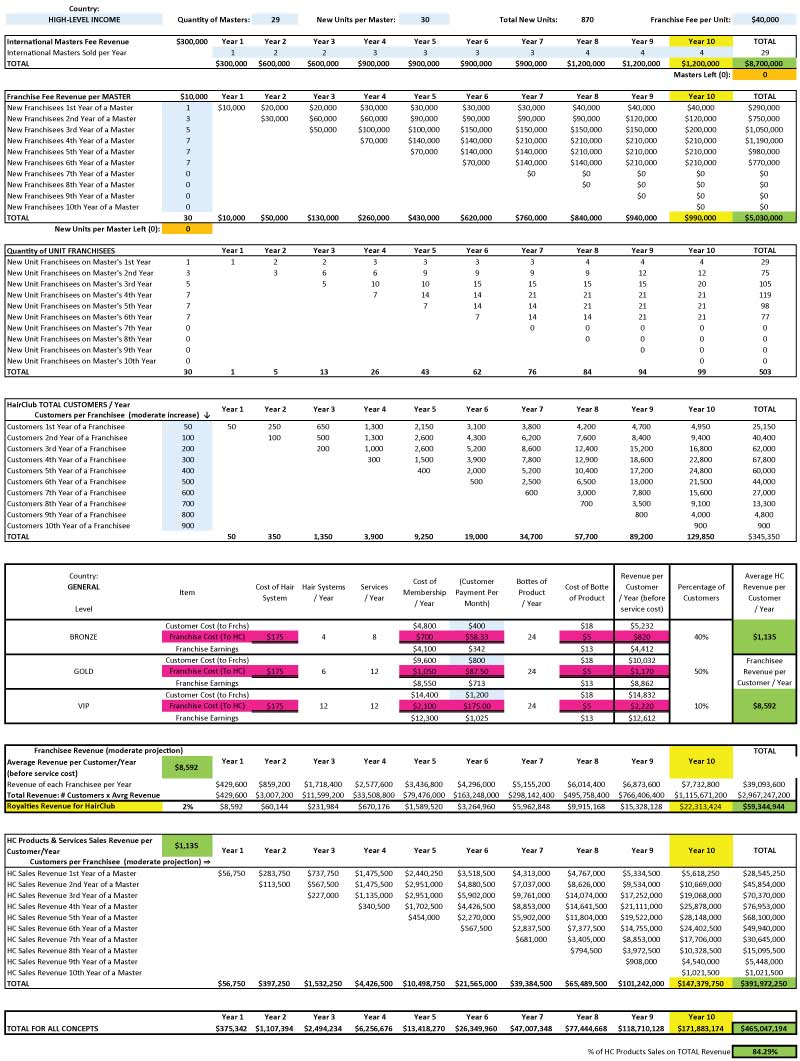 Country:
HIGH-LEVEL INCOME Quantity of Masters: 29 New Units per Master: 30 Total New Units: 870 Franchise Fee per Unit: $40,000
International Masters Fee Revenue $300,000 Year 1 Year 2 Year 3 Year 4 Year 5 Year 6 Year 7 Year 8 Year 9 Year 10 TOTAL
International Masters Sold per Year 1 2 2 3 3 3 3 4 4 4 29
TOTAL $300,000 $600,000 $600,000 $900,000 $900,000 $900,000 $900,000 $1,200,000 $1,200,000 $1,200,000 $8,700,000
Masters Left (0): 0
Franchise Fee Revenue per MASTER $10,000 Year 1 Year 2 Year 3 Year 4 Year 5 Year 6 Year 7 Year 8 Year 9 Year 10 TOTAL
New Franchisees 1st Year of a Master 1 $10,000 $20,000 $20,000 $30,000 $30,000 $30,000 $30,000 $40,000 $40,000 $40,000 $290,000
New Franchisees 2nd Year of a Master 3 $30,000 $60,000 $60,000 $90,000 $90,000 $90,000 $90,000 $120,000 $120,000 $750,000
New Franchisees 3rd Year of a Master 5 $50,000 $100,000 $100,000 $150,000 $150,000 $150,000 $150,000 $200,000 $1,050,000
New Franchisees 4th Year of a Master 7 $70,000 $140,000 $140,000 $210,000 $210,000 $210,000 $210,000 $1,190,000
New Franchisees 5th Year of a Master 7 $70,000 $140,000 $140,000 $210,000 $210,000 $210,000 $980,000
New Franchisees 6th Year of a Master 7 $70,000 $140,000 $140,000 $210,000 $210,000 $770,000
New Franchisees 7th Year of a Master 0 $0 $0 $0 $0 $0
New Franchisees 8th Year of a Master 0 $0 $0 $0 $0
New Franchisees 9th Year of a Master 0 $0 $0 $0
New Franchisees 10th Year of a Master 0 $0 $0
TOTAL 30 $10,000 $50,000 $130,000 $260,000 $430,000 $620,000 $760,000 $840,000 $940,000 $990,000 $5,030,000
New Units per Master Left (0): 0
Quantity of UNIT FRANCHISEES Year 1 Year 2 Year 3 Year 4 Year 5 Year 6 Year 7 Year 8 Year 9 Year 10 TOTAL
New Unit Franchisees on Master's 1st Year 1 1 2 2 3 3 3 3 4 4 4 29
New Unit Franchisees on Master's 2nd Year 3 3 6 6 9 9 9 9 12 12 75
New Unit Franchisees on Master's 3rd Year 5 5 10 10 15 15 15 15 20 105
New Unit Franchisees on Master's 4th Year 7 7 14 14 21 21 21 21 119
New Unit Franchisees on Master's 5th Year 7 7 14 14 21 21 21 98
New Unit Franchisees on Master's 6th Year 7 7 14 14 21 21 77
New Unit Franchisees on Master's 7th Year 0 0 0 0 0 0
New Unit Franchisees on Master's 8th Year 0 0 0 0 0
New Unit Franchisees on Master's 9th Year 0 0 0 0
New Unit Franchisees on Master's 10th Year 0 0 0
TOTAL 30 1 5 13 26 43 62 76 84 94 99 503
HairClub TOTAL CUSTOMERS / Year
Customers per Franchisee (moderate increase) ↓ Year 1 Year 2 Year 3 Year 4 Year 5 Year 6 Year 7 Year 8 Year 9 Year 10 TOTAL
Customers 1st Year of a Franchisee 50 50 250 650 1,300 2,150 3,100 3,800 4,200 4,700 4,950 25,150
Customers 2nd Year of a Franchisee 100 100 500 1,300 2,600 4,300 6,200 7,600 8,400 9,400 40,400
Customers 3rd Year of a Franchisee 200 200 1,000 2,600 5,200 8,600 12,400 15,200 16,800 62,000
Customers 4th Year of a Franchisee 300 300 1,500 3,900 7,800 12,900 18,600 22,800 67,800
Customers 5th Year of a Franchisee 400 400 2,000 5,200 10,400 17,200 24,800 60,000
Customers 6th Year of a Franchisee 500 500 2,500 6,500 13,000 21,500 44,000
Customers 7th Year of a Franchisee 600 600 3,000 7,800 15,600 27,000
Customers 8th Year of a Franchisee 700 700 3,500 9,100 13,300
Customers 9th Year of a Franchisee 800 800 4,000 4,800
Customers 10th Year of a Franchisee 900 900 900
TOTAL 50 350 1,350 3,900 9,250 19,000 34,700 57,700 89,200 129,850 $345,350
Country:
GENERAL
Level
Item
Cost of Hair
System
Hair Systems
/ Year
Services
/ Year
Cost of
Membership
/ Year
(Customer
Payment Per
Month)
Bottes of
Product
/ Year
Cost of Botte
of Product
Revenue per
Customer
/ Year (before
service cost)
Percentage of
Customers
Average HC
Revenue per
Customer
/ Year
Customer Cost (to Frchs) $4,800 $400 $18 $5,232
BRONZE Franchise Cost (To HC) $175 4 8 $700 $58.33 24 $5 $820 40% $1,135
Franchise Earnings $4,100 $342 $13 $4,412
Customer Cost (to Frchs) $9,600 $800 $18 $10,032
GOLD Franchise Cost (To HC) $175 6 12 $1,050 $87.50 24 $5 $1,170 50%
Franchise Earnings $8,550 $713 $13 $8,862
Franchisee
Revenue per
Customer / Year
Customer Cost (to Frchs) $14,400 $1,200 $18 $14,832
VIP Franchise Cost (To HC) $175 12 12 $2,100 $175.00 24 $5 $2,220 10% $8,592
Franchise Earnings $12,300 $1,025 $13 $12,612
Franchisee Revenue (moderate projection) TOTAL
Average Revenue per Customer/Year
(before service cost) $8,592 Year 1 Year 2 Year 3 Year 4 Year 5 Year 6 Year 7 Year 8 Year 9 Year 10
Revenue of each Franchisee per Year $429,600 $859,200 $1,718,400 $2,577,600 $3,436,800 $4,296,000 $5,155,200 $6,014,400 $6,873,600 $7,732,800 $39,093,600
Total Revenue: # Customers x Avrg Revenue $429,600 $3,007,200 $11,599,200 $33,508,800 $79,476,000 $163,248,000 $298,142,400 $495,758,400 $766,406,400 $1,115,671,200 $2,967,247,200
Royalties Revenue for HairClub 2% $8,592 $60,144 $231,984 $670,176 $1,589,520 $3,264,960 $5,962,848 $9,915,168 $15,328,128 $22,313,424 $59,344,944
HC Products & Services Sales Revenue per
Customer/Year $1,135 Year 1 Year 2 Year 3 Year 4 Year 5 Year 6 Year 7 Year 8 Year 9 Year 10 TOTAL
Customers per Franchisee (moderate projection) ⇒
HC Sales Revenue 1st Year of a Master $56,750 $283,750 $737,750 $1,475,500 $2,440,250 $3,518,500 $4,313,000 $4,767,000 $5,334,500 $5,618,250 $28,545,250
HC Sales Revenue 2nd Year of a Master $113,500 $567,500 $1,475,500 $2,951,000 $4,880,500 $7,037,000 $8,626,000 $9,534,000 $10,669,000 $45,854,000
HC Sales Revenue 3rd Year of a Master $227,000 $1,135,000 $2,951,000 $5,902,000 $9,761,000 $14,074,000 $17,252,000 $19,068,000 $70,370,000
HC Sales Revenue 4th Year of a Master $340,500 $1,702,500 $4,426,500 $8,853,000 $14,641,500 $21,111,000 $25,878,000 $76,953,000
HC Sales Revenue 5th Year of a Master $454,000 $2,270,000 $5,902,000 $11,804,000 $19,522,000 $28,148,000 $68,100,000
HC Sales Revenue 6th Year of a Master $567,500 $2,837,500 $7,377,500 $14,755,000 $24,402,500 $49,940,000
HC Sales Revenue 7th Year of a Master $681,000 $3,405,000 $8,853,000 $17,706,000 $30,645,000
HC Sales Revenue 8th Year of a Master $794,500 $3,972,500 $10,328,500 $15,095,500
HC Sales Revenue 9th Year of a Master $908,000 $4,540,000 $5,448,000
HC Sales Revenue 10th Year of a Master $1,021,500 $1,021,500
TOTAL $56,750 $397,250 $1,532,250 $4,426,500 $10,498,750 $21,565,000 $39,384,500 $65,489,500 $101,242,000 $147,379,750 $391,972,250
Year 1 Year 2 Year 3 Year 4 Year 5 Year 6 Year 7 Year 8 Year 9 Year 10
TOTAL FOR ALL CONCEPTS $375,342 $1,107,394 $2,494,234 $6,256,676 $13,418,270 $26,349,960 $47,007,348 $77,444,668 $118,710,128 $171,883,174 $465,047,194
% of HC Products Sales on TOTAL Revenue 84.29%